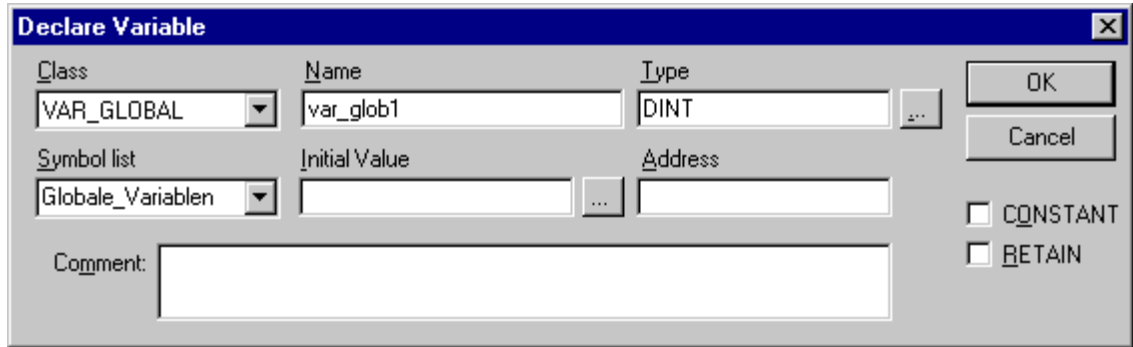 Declare Variable
Class Name Type
VAR_GLOBAL var_glob1 DINT ... OK
Cancel
Symbol list Initial Value Address
Globale_Variablen ...
CONSTANT
Comment: RETAIN